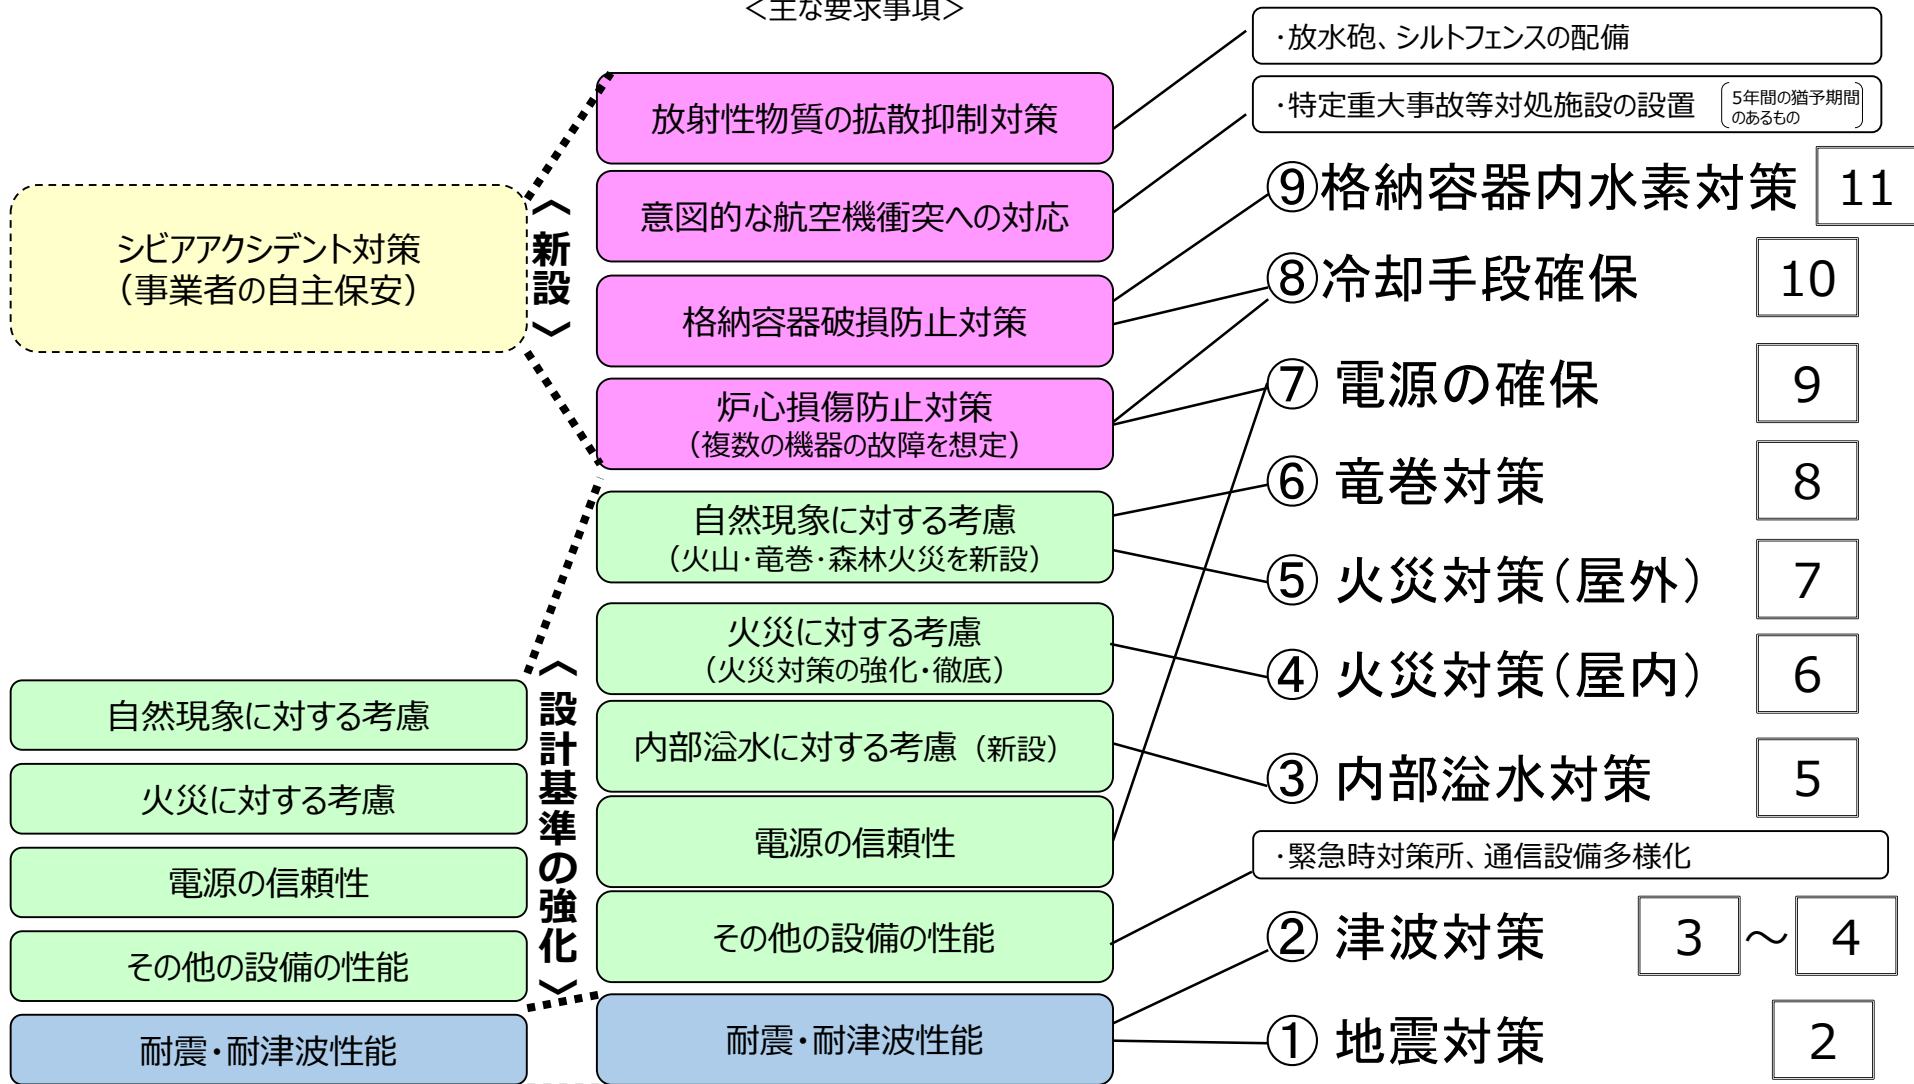 ＜主な要求事項＞
シビアアクシデント対策
（事業者の自主保安）
自然現象に対する考慮
火災に対する考慮
電源の信頼性
その他の設備の性能
耐震・耐津波性能
〈新設〉
〈設計基準の強化〉
放射性物質の拡散抑制対策
意図的な航空機衝突への対応
格納容器破損防止対策
炉心損傷防止対策
（複数の機器の故障を想定）
自然現象に対する考慮
（火山・竜巻・森林火災を新設）
火災に対する考慮
（火災対策の強化・徹底）
内部溢水に対する考慮（新設）
電源の信頼性
その他の設備の性能
耐震・耐津波性能
・放水砲、シルトフェンスの配備
・特定重大事故等対処施設の設置
5年間の猶予期間
のあるもの
⑨格納容器内水素対策 11
⑧冷却手段確保 10
⑦ 電源の確保 9
⑥ 竜巻対策 8
⑤ 火災対策（屋外） 7
④ 火災対策（屋内） 6
③ 内部溢水対策 5
・緊急時対策所、通信設備多様化
② 津波対策 3 ～ 4
① 地震対策 2